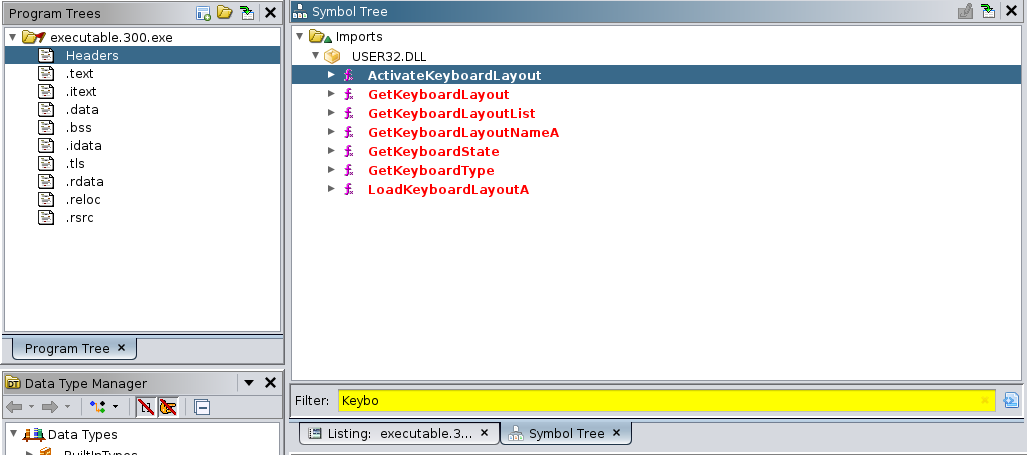 Program Trees
executable.300.exe
Headers
.text
.itext
.data
.bss
.idata
.tls
.rdata
.reloc
.rsrc
Program Tree ×
DT Data Type Manager
Data Types
BuiltInTypes
Symbol Tree
Imports
USER32.DLL
ActivateKeyboardLayout
GetKeyboardLayout
GetKeyboardLayoutList
GetKeyboardLayoutNameA
GetKeyboardState
GetKeyboardType
LoadKeyboardLayoutA
Filter: Keybo
Listing: executable.3... × Symbol Tree ×